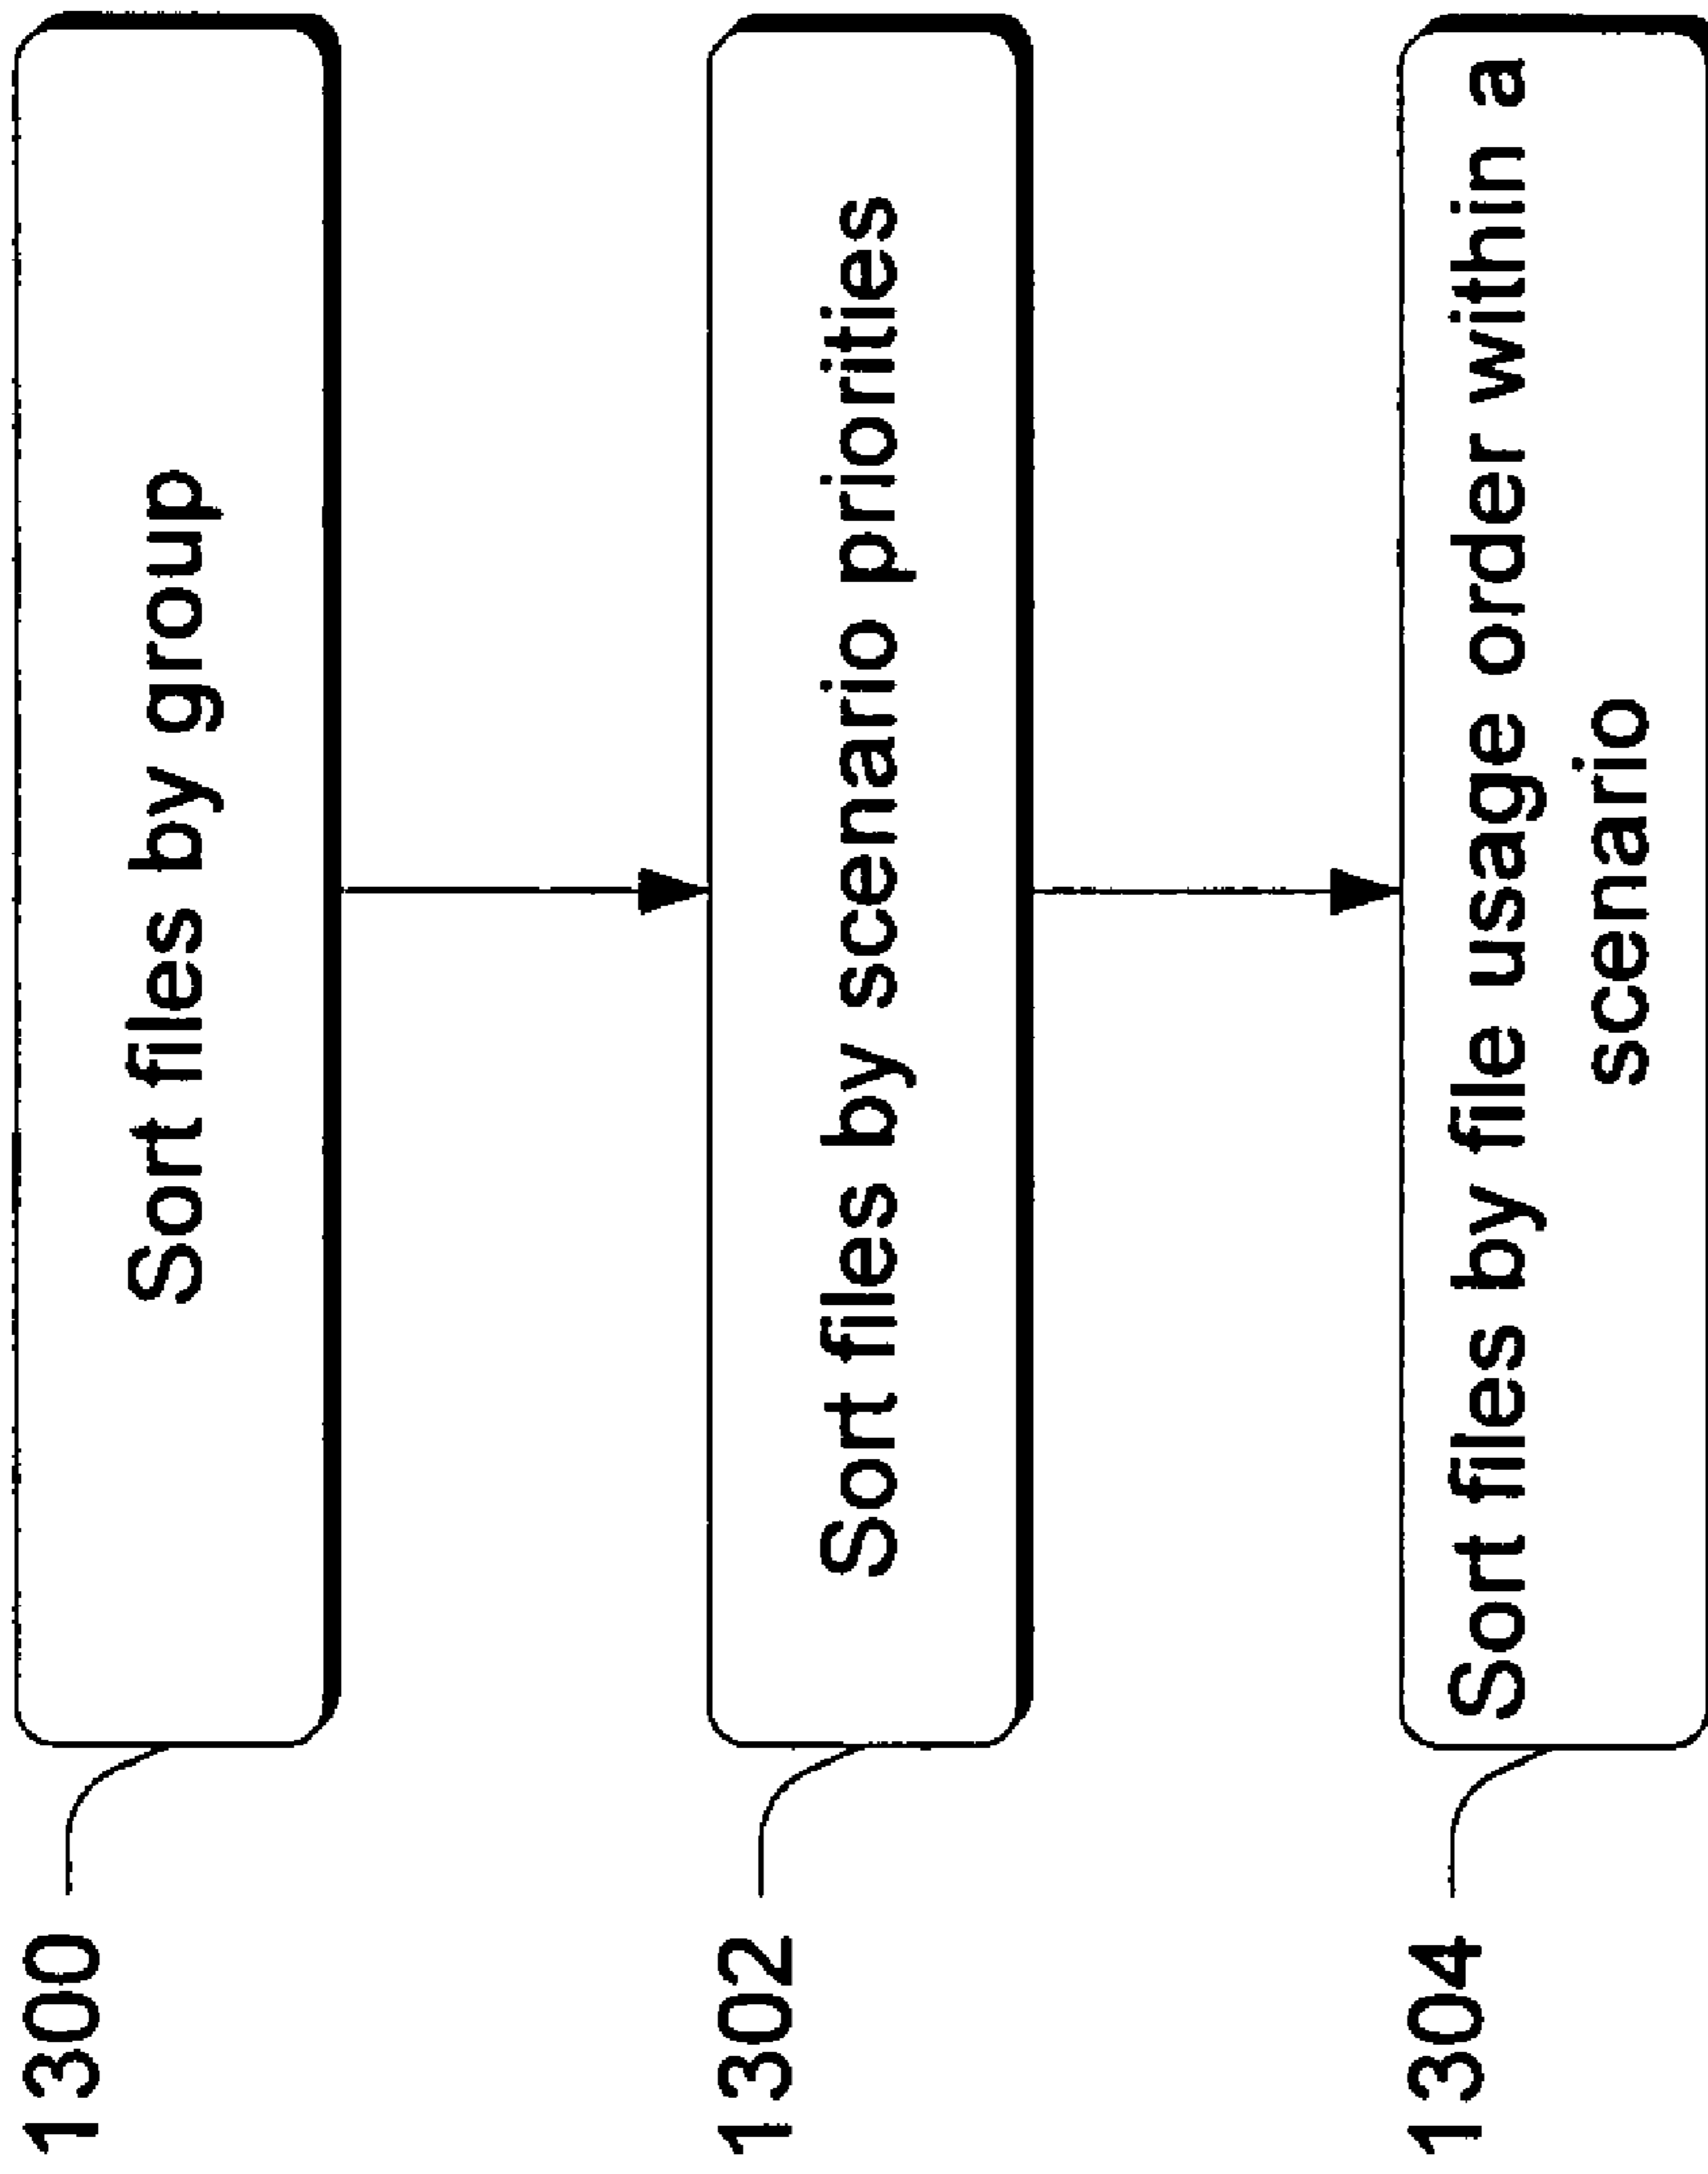 1300
Sort files by group
1302
Sort files by scenario priorities
1304
Sort files by file usage order within a
scenario